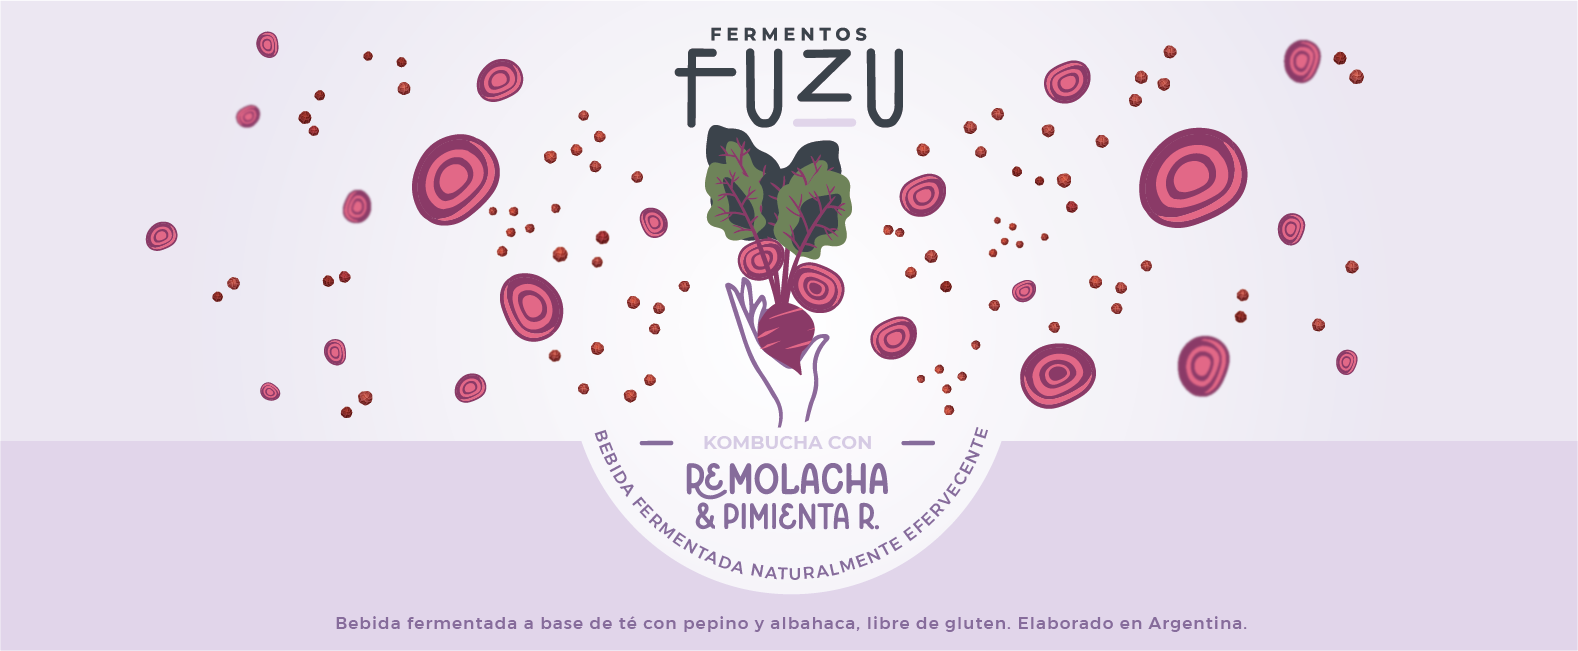 FERMENTOS
FUZU
KOMBUCHA CON
REMOLACHA
& PIMIENTA R.
BEBIDA FERMENTADA NATURALMENTE EFERVECENTE
Bebida fermentada a base de té con pepino y albahaca, libre de gluten. Elaborado en Argentina.